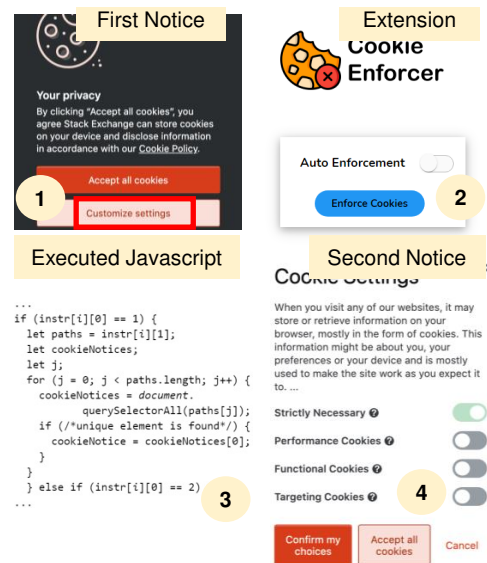 First Notice
Your privacy
By clicking "Accept all cookies", you
agree Stack Exchange can store cookies
on your device and disclose information
in accordance with our Cookie Policy.
Accept all cookies
1
Customize settings
Extension
Cookie
Enforcer
Auto Enforcement
Enforce Cookies
2
Executed Javascript
...
if (instr[i][0] == 1) {
let paths = instr[i][1];
let cookieNotices;
let j;
for (j = 0; j < paths.length; j++) {
cookieNotices = document.
querySelectorAll(paths[j]);
if (/*unique element is found*/) {
cookieNotice = cookieNotices[0];
}
}
} else if (instr[i][0] == 2)
...
3
Second Notice
Cookie Settings
When you visit any of our websites, it may
store or retrieve information on your
browser, mostly in the form of cookies. This
information might be about you, your
preferences or your device and is mostly
used to make the site work as you expect it
to. ...
Strictly Necessary
Performance Cookies
Functional Cookies
Targeting Cookies
4
Confirm my
choices
Accept all
cookies
Cancel